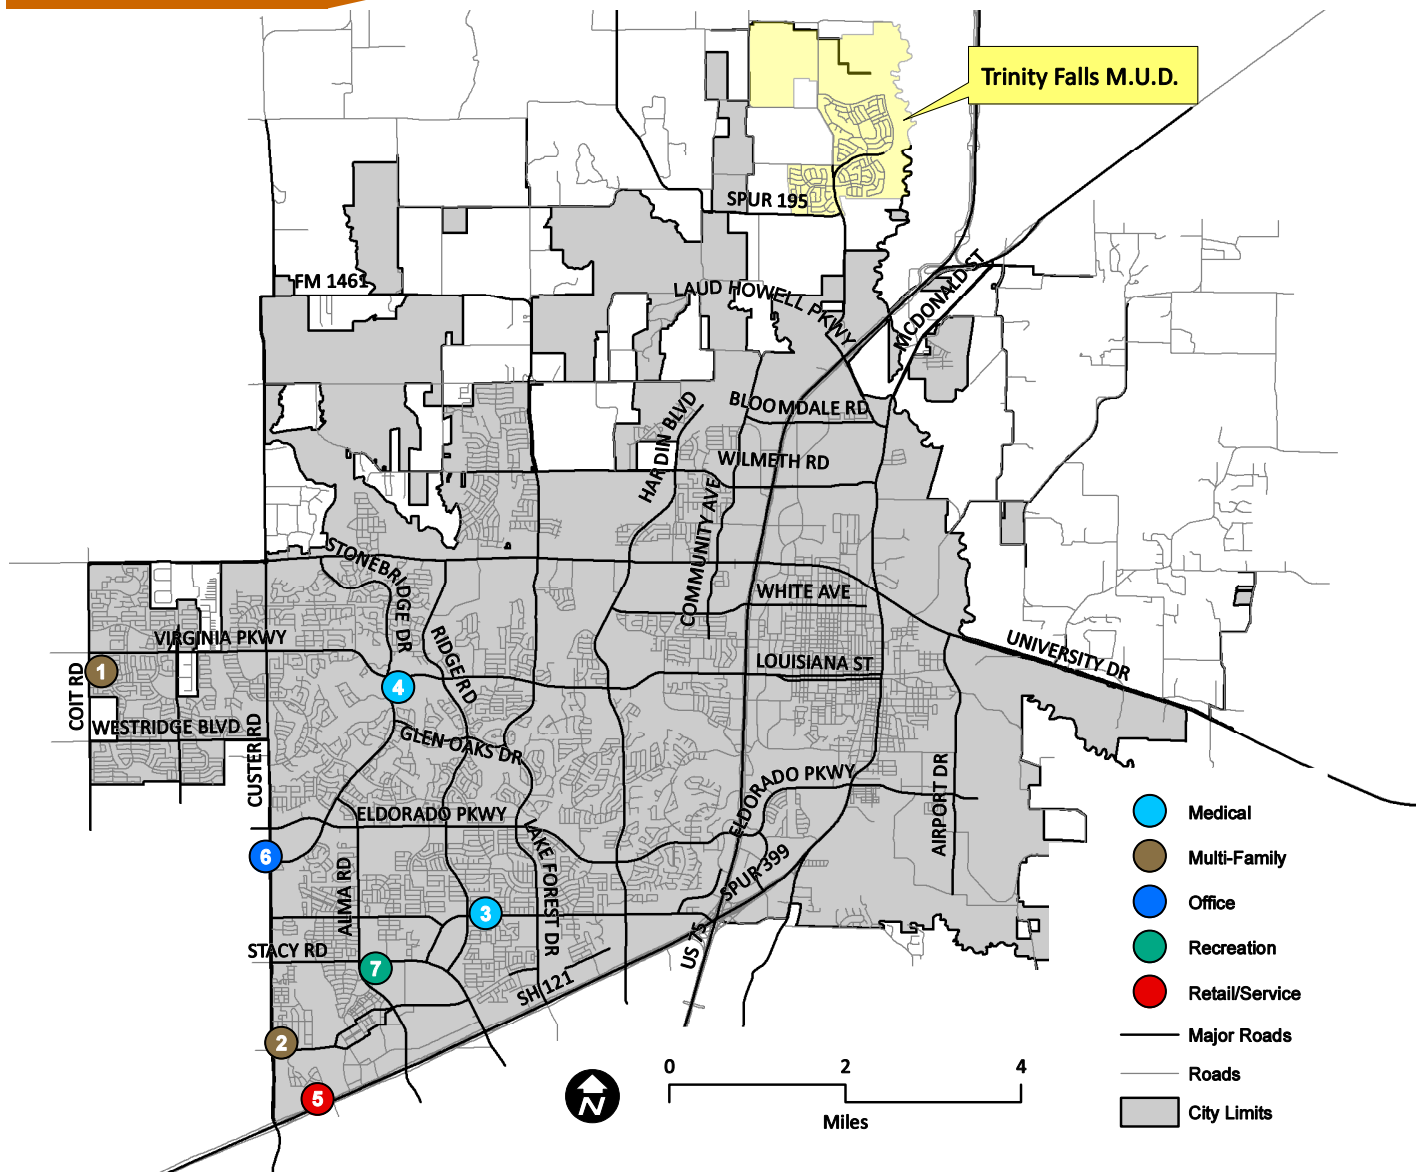 Trinity Falls M.U.D.
SPUR 195
FM 1461
LAUD HOWELL PKWY
MCDONALD ST
HARDIN BLVD
BLOOMDALE RD
WILMETH RD
COMMUNITY AVE
STONEBRIDGE DR
WHITE AVE
VIRGINIA PKWY
RIDGE RD
UNIVERSITY DR
LOUISIANA ST
1
4
COIT RD
WESTRIDGE BLVD
CUSTER RD
GLEN OAKS DR
ELDORADO PKWY
AIRPORT DR
ELDORADO PKWY
LAKE FOREST DR
6
ALMA RD
SPUR 399
3
STACY RD
US 75
7
SH 121
2
5
Medical
Multi-Family
Office
Recreation
Retail/Service
Major Roads
Roads
City Limits
N
0 2 4
Miles